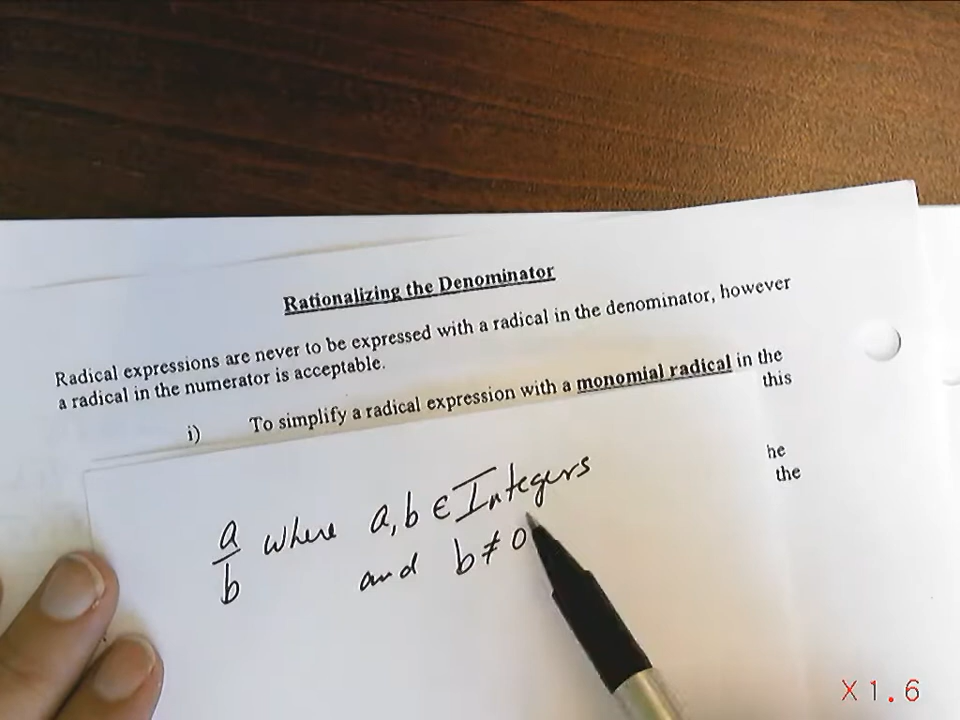 Rationalizing the Denominator
Radical expressions are never to be expressed with a radical in the denominator, however
a radical in the numerator is acceptable.
i) To simplify a radical expression with a monomial radical in the
this
he
the
a/b where a, b ∈ Integers
and b ≠ 0
X1.6